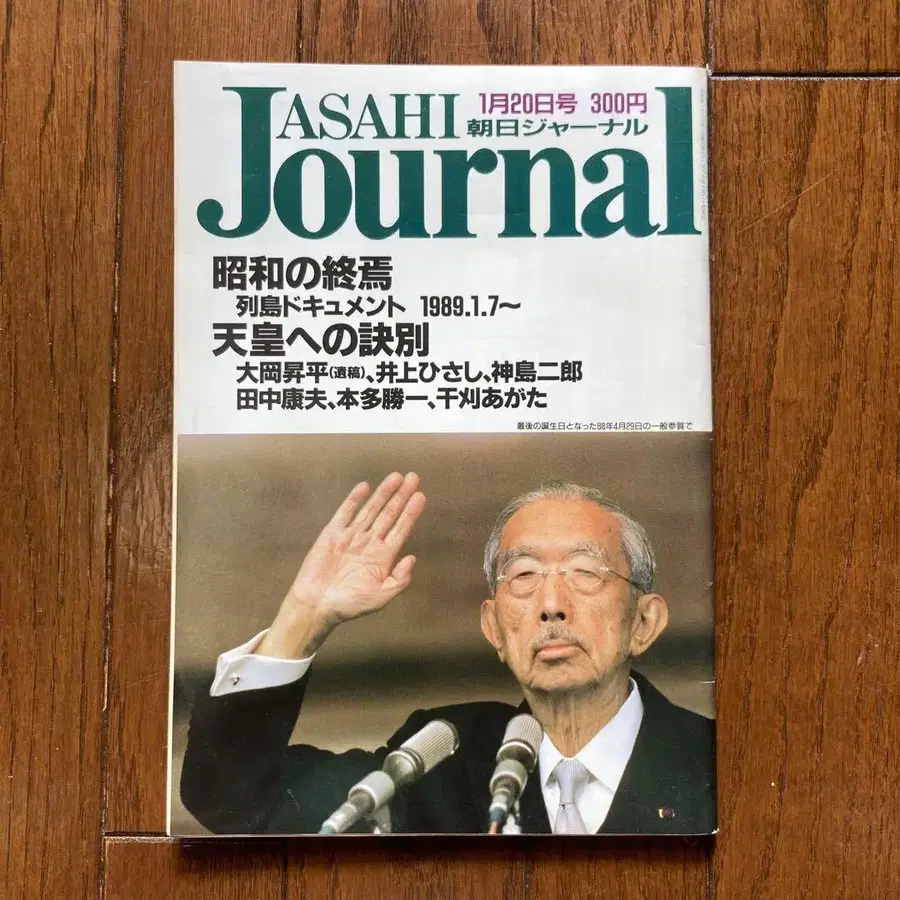 ASAHI
1月20日号 300円
朝日ジャーナル
Journal
昭和の終焉
列島ドキュメント 1989.1.7〜
天皇への訣別
大岡昇平(遺稿)、井上ひさし、神島二郎
田中康夫、本多勝一、干刈あがた
最後の誕生日となった88年4月29日の一般参賀で